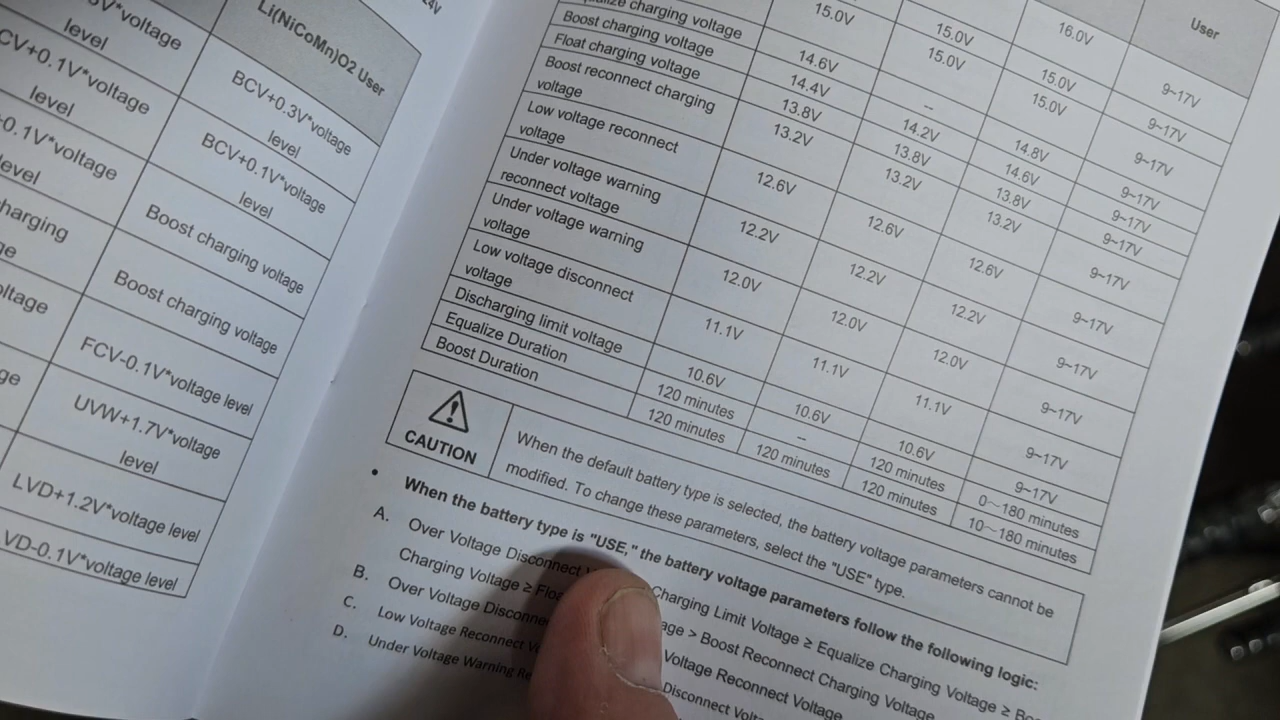 24V
Li(NiCoMn)O2 User
5V*voltage
level
BCV+0.3V*voltage
level
CV+0.1V*voltage
level
BCV+0.1V*voltage
level
+0.1V*voltage
level
Boost charging voltage
harging
Boost charging voltage
oltage
FCV-0.1V*voltage level
UVW+1.7V*voltage
level
LVD+1.2V*voltage level
VD-0.1V*voltage level
User
Equalize charging voltage 15.0V 15.0V 16.0V
Boost charging voltage 14.6V 15.0V 15.0V 9~17V
Float charging voltage 14.4V – 15.0V 9~17V
Boost reconnect charging
voltage
13.8V 14.2V 14.8V 9~17V
13.2V 13.8V 14.6V 9~17V
13.2V 13.8V 9~17V
13.2V 9~17V
Low voltage reconnect
voltage
12.6V 12.6V 12.6V 9~17V
Under voltage warning
reconnect voltage
12.2V 12.2V 12.2V 9~17V
Under voltage warning
voltage
12.0V 12.0V 12.0V 9~17V
Low voltage disconnect
voltage
11.1V 11.1V 11.1V 9~17V
Discharging limit voltage 10.6V 10.6V 10.6V 9~17V
Equalize Duration 120 minutes – 120 minutes 0~180 minutes
Boost Duration 120 minutes 120 minutes 120 minutes 10~180 minutes
CAUTION
When the default battery type is selected, the battery voltage parameters cannot be
modified. To change these parameters, select the "USE" type.
• When the battery type is "USE," the battery voltage parameters follow the following logic:
A. Over Voltage Disconnect Charging Limit Voltage ≥ Equalize Charging Voltage ≥
Charging Voltage ≥ > Boost Reconnect Charging Voltage
B. Over Voltage Voltage Reconnect Voltage
C. Low Voltage Reconnect Disconnect
D. Under Voltage Warning